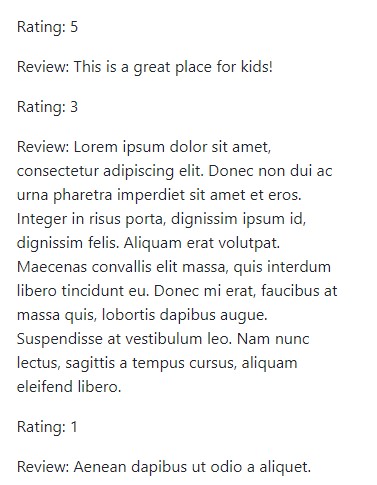 Rating: 5
Review: This is a great place for kids!
Rating: 3
Review: Lorem ipsum dolor sit amet,
consectetur adipiscing elit. Donec non dui ac
urna pharetra imperdiet sit amet et eros.
Integer in risus porta, dignissim ipsum id,
dignissim felis. Aliquam erat volutpat.
Maecenas convallis elit massa, quis interdum
libero tincidunt eu. Donec mi erat, faucibus at
massa quis, lobortis dapibus augue.
Suspendisse at vestibulum leo. Nam nunc
lectus, sagittis a tempus cursus, aliquam
eleifend libero.
Rating: 1
Review: Aenean dapibus ut odio a aliquet.